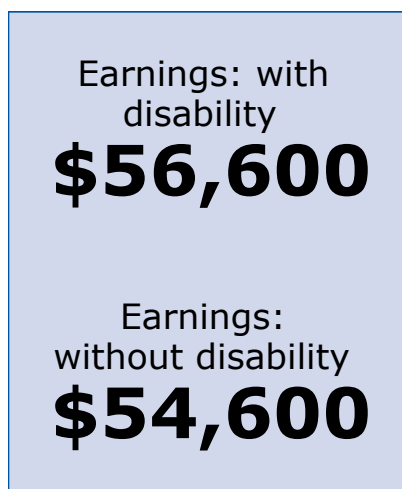 Earnings: with
disability
$56,600
Earnings:
without disability
$54,600